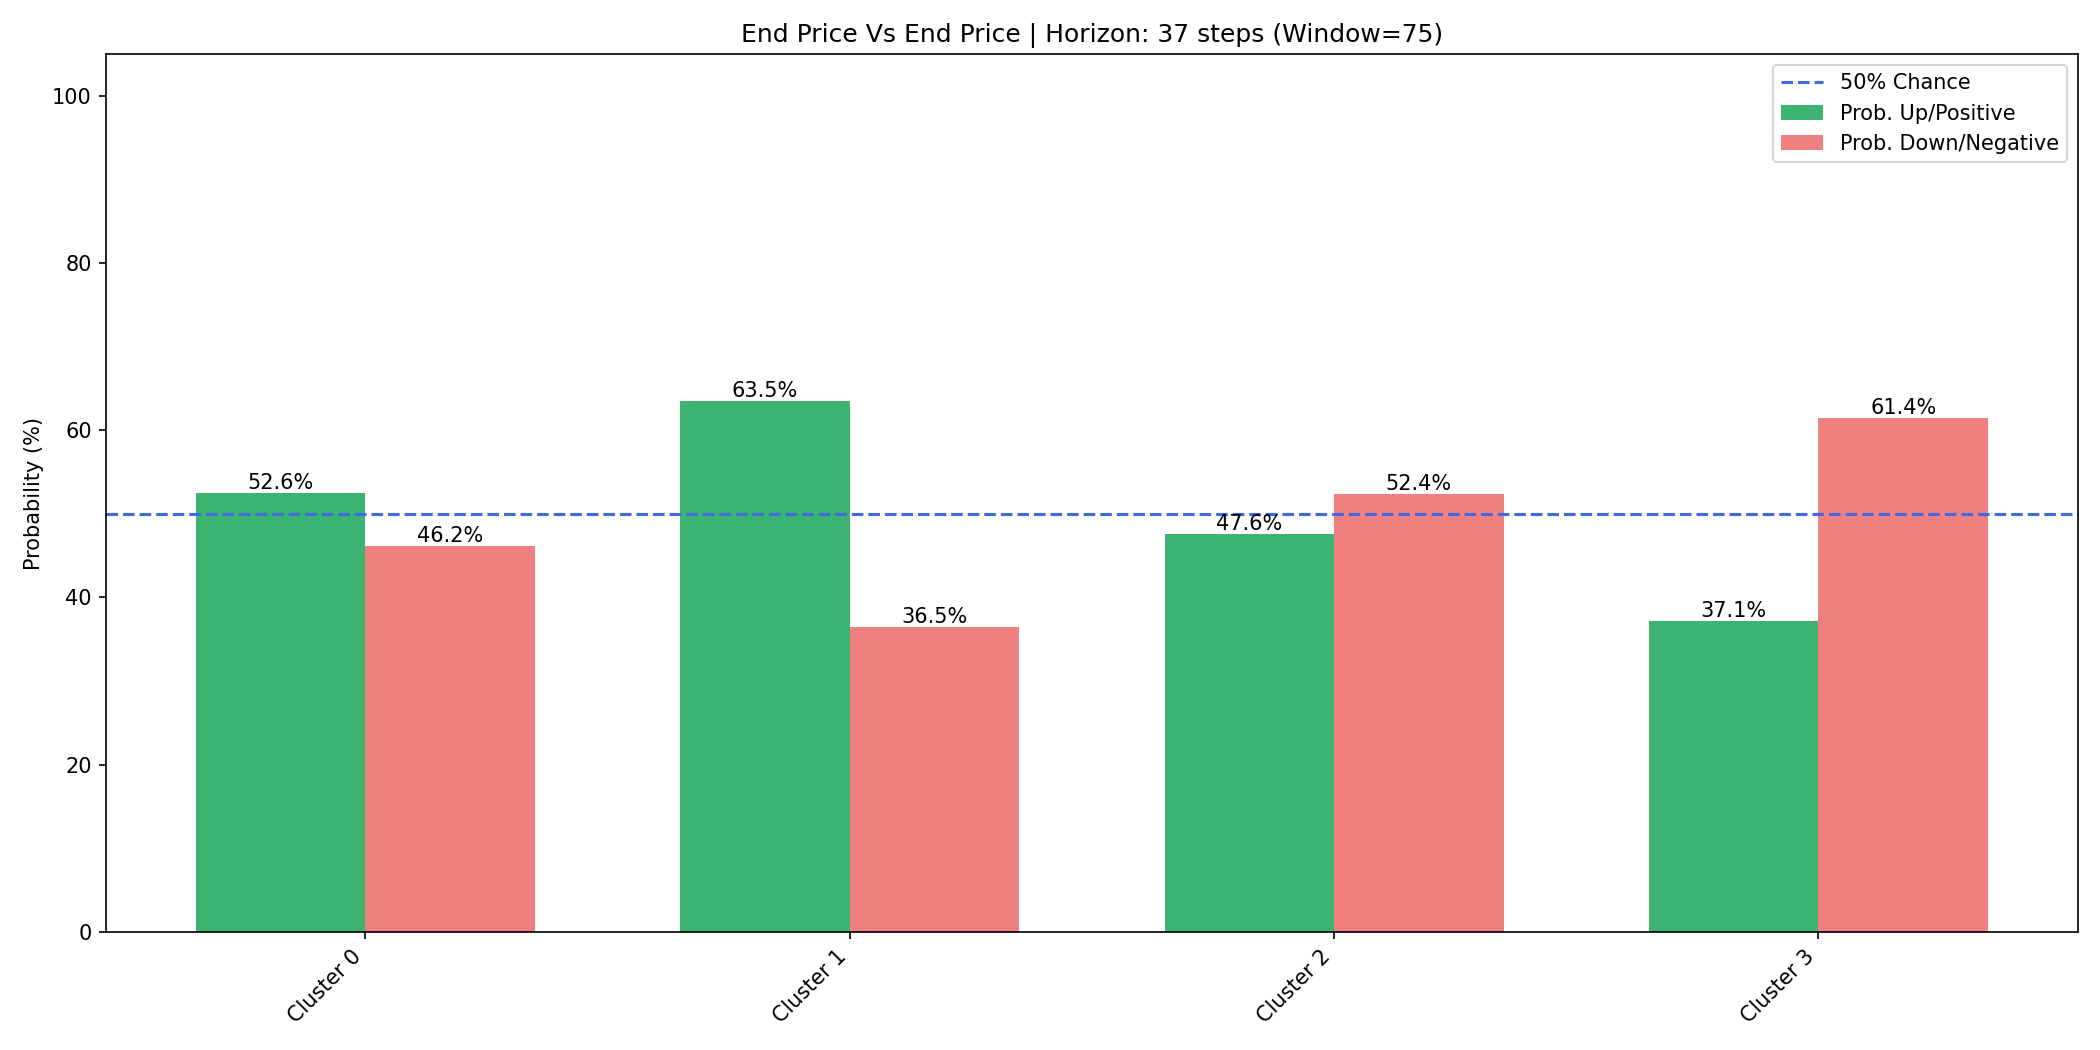 End Price Vs End Price | Horizon: 37 steps (Window=75)
50% Chance
Prob. Up/Positive
Prob. Down/Negative
Probability (%)
100
80
60
40
20
0
52.6%
46.2%
63.5%
36.5%
47.6%
52.4%
37.1%
61.4%
Cluster 0
Cluster 1
Cluster 2
Cluster 3